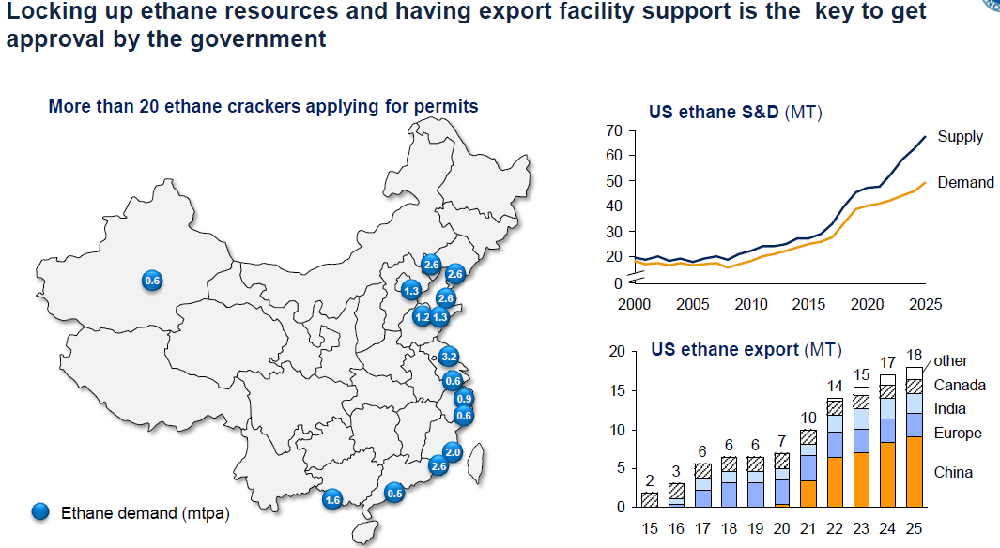 Locking up ethane resources and having export facility support is the key to get
approval by the government
More than 20 ethane crackers applying for permits
0.6
2.6
2.6
1.3
2.6
1.2
1.3
3.2
0.6
0.9
0.6
2.0
2.6
0.5
1.6
Ethane demand (mtpa)
US ethane S&D (MT)
70
60
50
40
30
20
0
Supply
Demand
2000 2005 2010 2015 2020 2025
US ethane export (MT)
20
15
10
5
0
2 3 6 6 6 7 10 14 15 17 18
other
Canada
India
Europe
China
15 16 17 18 19 20 21 22 23 24 25